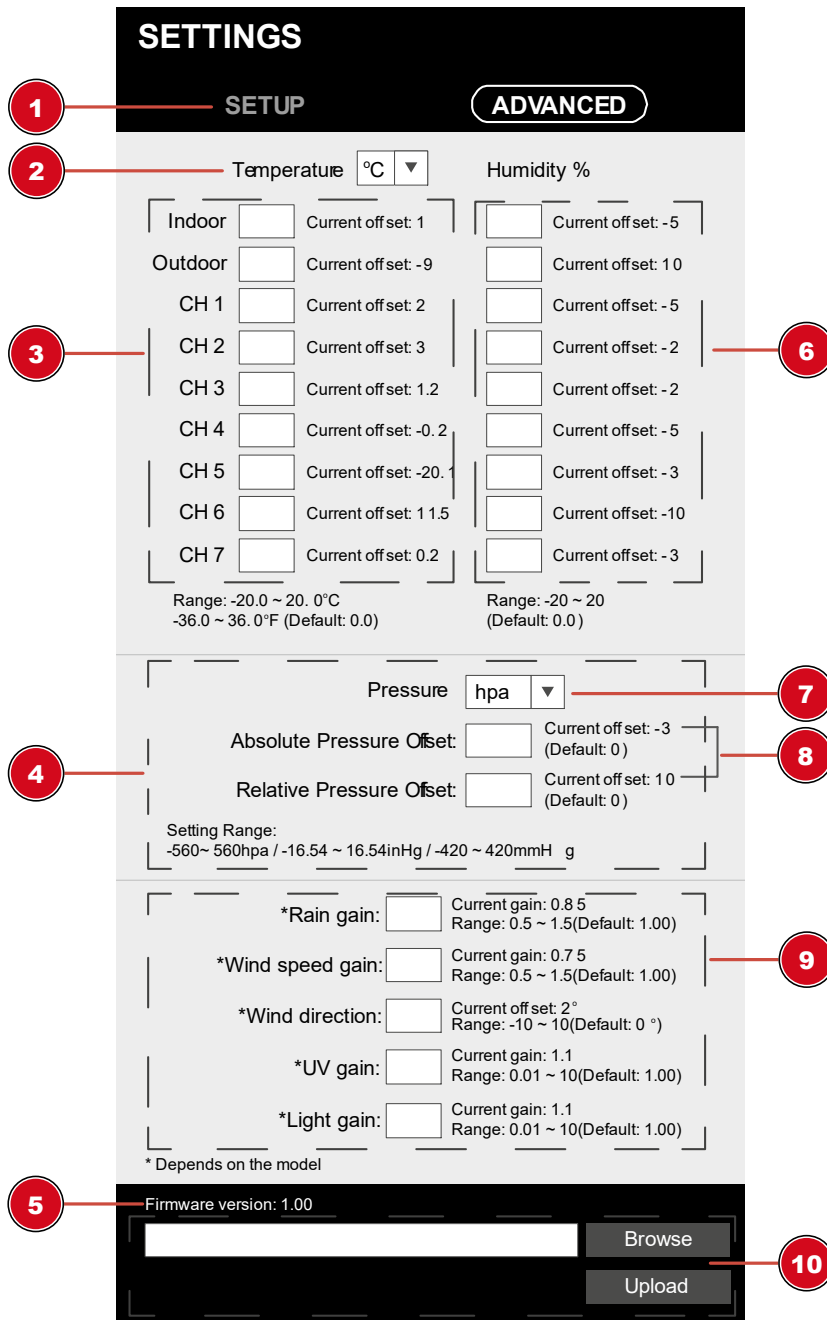 SETTINGS
1 SETUP ADVANCED
2 Temperature °C ▼ Humidity %
Indoor Current offset: 1 Current offset: -5
Outdoor Current offset: -9 Current offset: 10
CH 1 Current offset: 2 Current offset: -5
3 CH 2 Current offset: 3 Current offset: -2 6
CH 3 Current offset: 1.2 Current offset: -2
CH 4 Current offset: -0.2 Current offset: -5
CH 5 Current offset: -20.1 Current offset: -3
CH 6 Current offset: 11.5 Current offset: -10
CH 7 Current offset: 0.2 Current offset: -3
Range: -20.0 ~ 20.0°C Range: -20 ~ 20
-36.0 ~ 36.0°F (Default: 0.0) (Default: 0.0)
Pressure hpa ▼ 7
Absolute Pressure Offset: Current offset: -3
(Default: 0)
4 8
Relative Pressure Offset: Current offset: 10
(Default: 0)
Setting Range:
-560~ 560hpa / -16.54 ~ 16.54inHg / -420 ~ 420mmH g
*Rain gain: Current gain: 0.85
Range: 0.5 ~ 1.5(Default: 1.00)
*Wind speed gain: Current gain: 0.75 9
Range: 0.5 ~ 1.5(Default: 1.00)
*Wind direction: Current offset: 2°
Range: -10 ~ 10(Default: 0 °)
*UV gain: Current gain: 1.1
Range: 0.01 ~ 10(Default: 1.00)
*Light gain: Current gain: 1.1
Range: 0.01 ~ 10(Default: 1.00)
* Depends on the model
5 Firmware version: 1.00
Browse
10
Upload